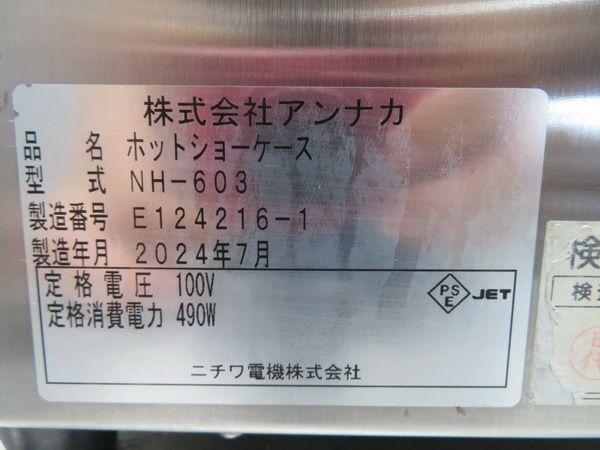 株式会社アンナカ
品 名 ホットショーケース
型 式 NH-603
製造番号 E124216-1
製造年月 2024年7月
定格電圧 100V
定格消費電力 490W
PSE JET
ニチワ電機株式会社
検
検